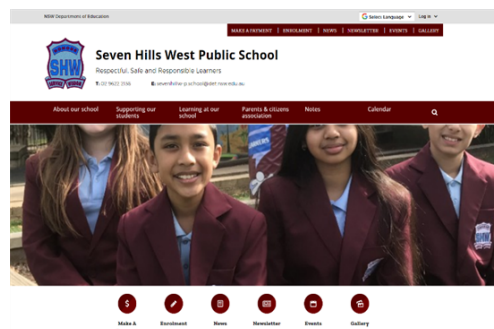 NSW Department of Education
Select Language
Log in
MAKE A PAYMENT | ENROLMENT | NEWS | NEWSLETTER | EVENTS | GALLERY
SHW
Seven Hills West Public School
Respectful, Safe and Responsible Learners
About our school
Supporting our students
Learning at our school
Parents & citizens association
Notes
Calendar
Make A
Enrolment
News
Newsletter
Events
Gallery